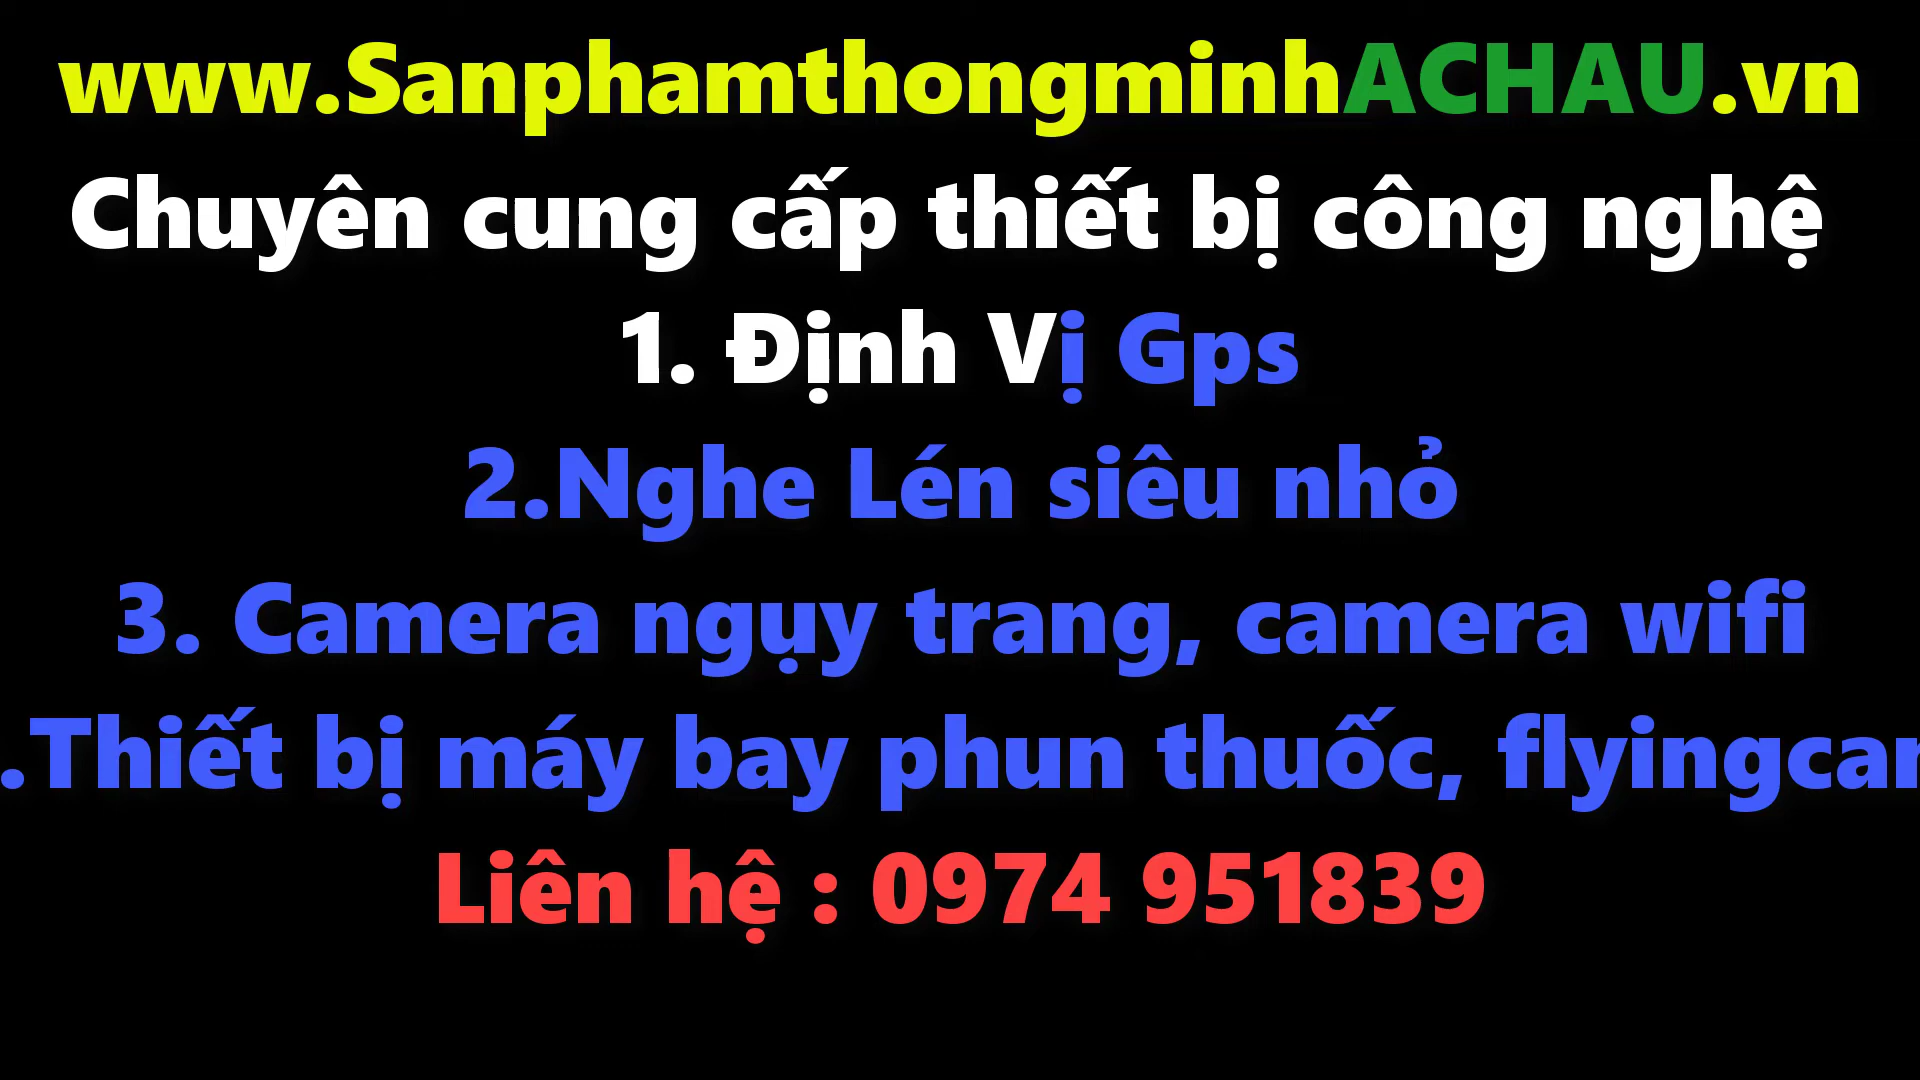 www.SanphamthongminhACHAU.vn
Chuyên cung cấp thiết bị công nghệ
1. Định Vị Gps
2.Nghe Lén siêu nhỏ
3. Camera ngụy trang, camera wifi
.Thiết bị máy bay phun thuốc, flyingcam
Liên hệ : 0974 951839